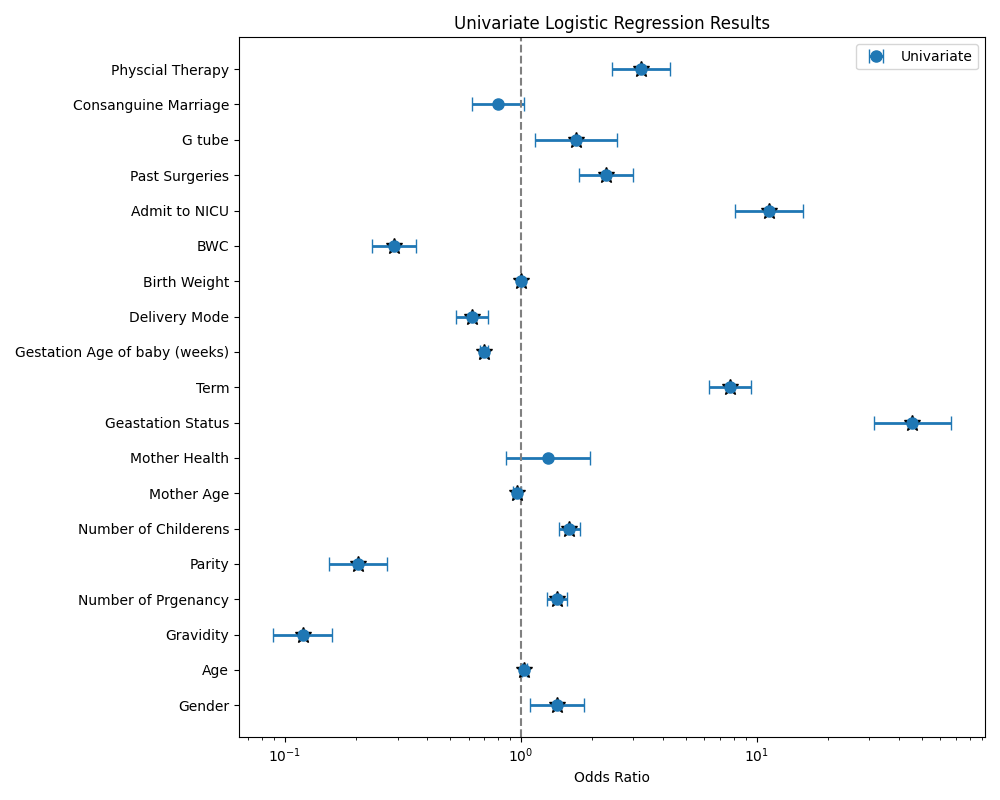 Univariate Logistic Regression Results
Univariate
Physcial Therapy
Consanguine Marriage
G tube
Past Surgeries
Admit to NICU
BWC
Birth Weight
Delivery Mode
Gestation Age of baby (weeks)
Term
Geastation Status
Mother Health
Mother Age
Number of Childerens
Parity
Number of Prgenancy
Gravidity
Age
Gender
10⁻¹
10⁰
10¹
Odds Ratio